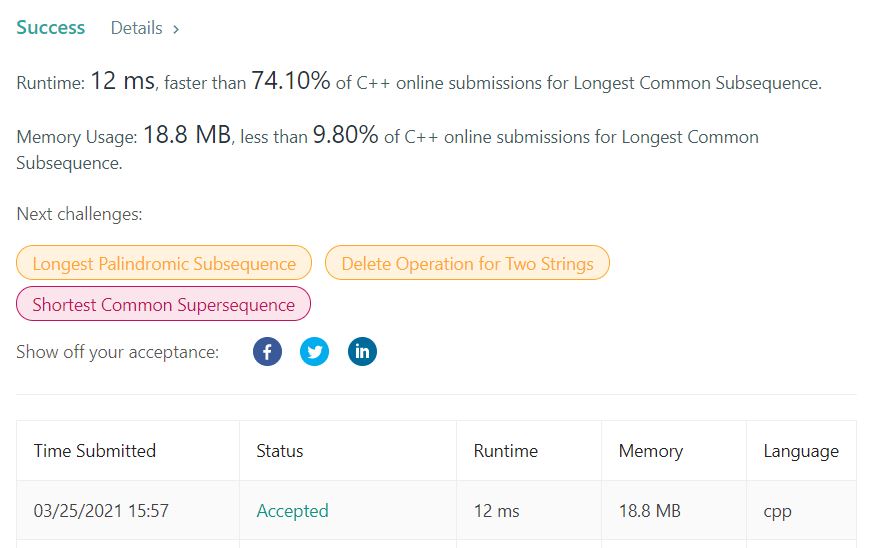 Success Details >
Runtime: 12 ms, faster than 74.10% of C++ online submissions for Longest Common Subsequence.
Memory Usage: 18.8 MB, less than 9.80% of C++ online submissions for Longest Common
Subsequence.
Next challenges:
Longest Palindromic Subsequence Delete Operation for Two Strings
Shortest Common Supersequence
Show off your acceptance: f in
Time Submitted Status Runtime Memory Language
03/25/2021 15:57 Accepted 12 ms 18.8 MB cpp